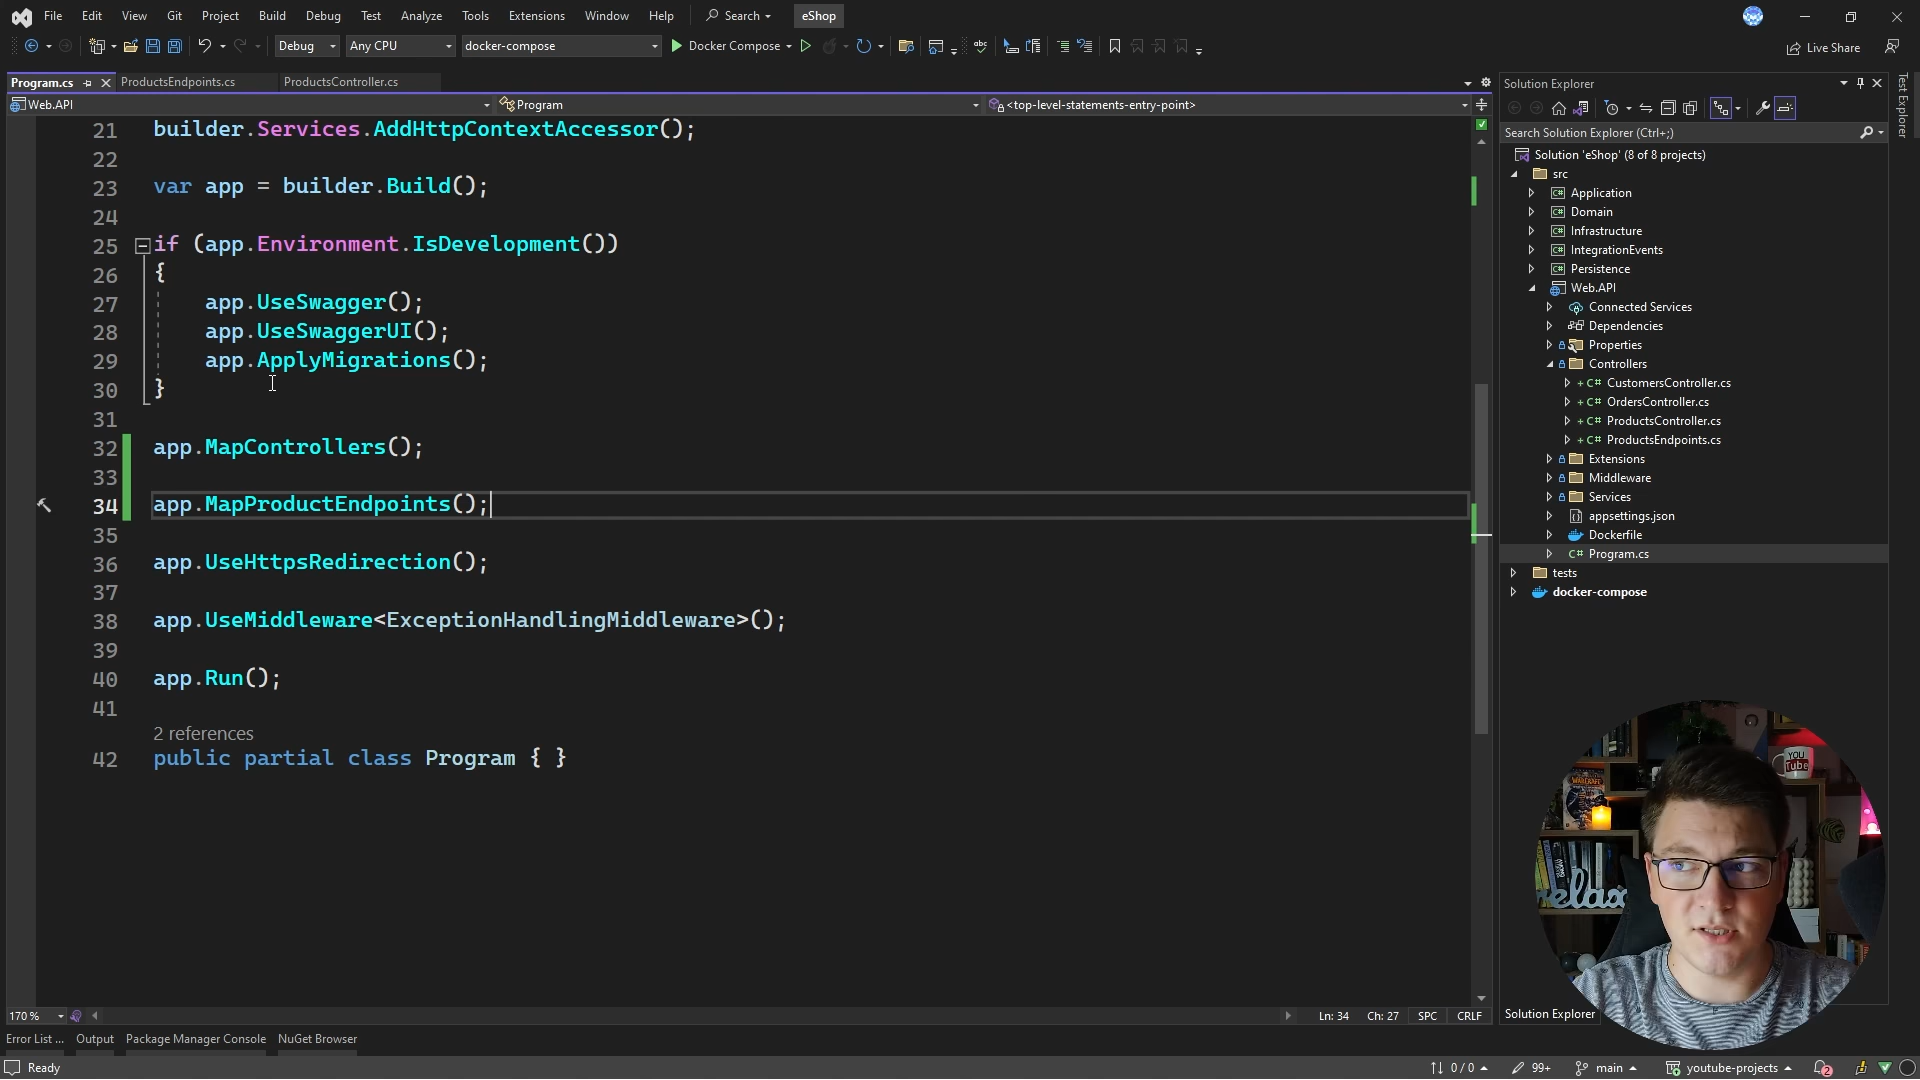 File Edit View Git Project Build Debug Test Analyze Tools Extensions Window Help Search eShop
Debug Any CPU docker-compose Docker Compose Live Share
Program.cs ProductsEndpoints.cs ProductsController.cs
Web.API Program <top-level-statements-entry-point>
21 builder.Services.AddHttpContextAccessor();
22
23 var app = builder.Build();
24
25 if (app.Environment.IsDevelopment())
26 {
27 app.UseSwagger();
28 app.UseSwaggerUI();
29 app.ApplyMigrations();
30 }
31
32 app.MapControllers();
33
34 app.MapProductEndpoints();
35
36 app.UseHttpsRedirection();
37
38 app.UseMiddleware<ExceptionHandlingMiddleware>();
39
40 app.Run();
41
2 references
42 public partial class Program { }
170 % Ln: 34 Ch: 27 SPC CRLF
Solution Explorer
Search Solution Explorer (Ctrl+;)
Solution 'eShop' (8 of 8 projects)
src
Application
Domain
Infrastructure
IntegrationEvents
Persistence
Web.API
Connected Services
Dependencies
Properties
Controllers
CustomersController.cs
OrdersController.cs
ProductsController.cs
ProductsEndpoints.cs
Extensions
Middleware
Services
appsettings.json
Dockerfile
Program.cs
tests
docker-compose
Test Explorer
YOU
Tube
WARCRAFT
relax
Solution Explorer
Error List ... Output Package Manager Console NuGet Browser
Ready 0 / 0 99+ main youtube-projects 2